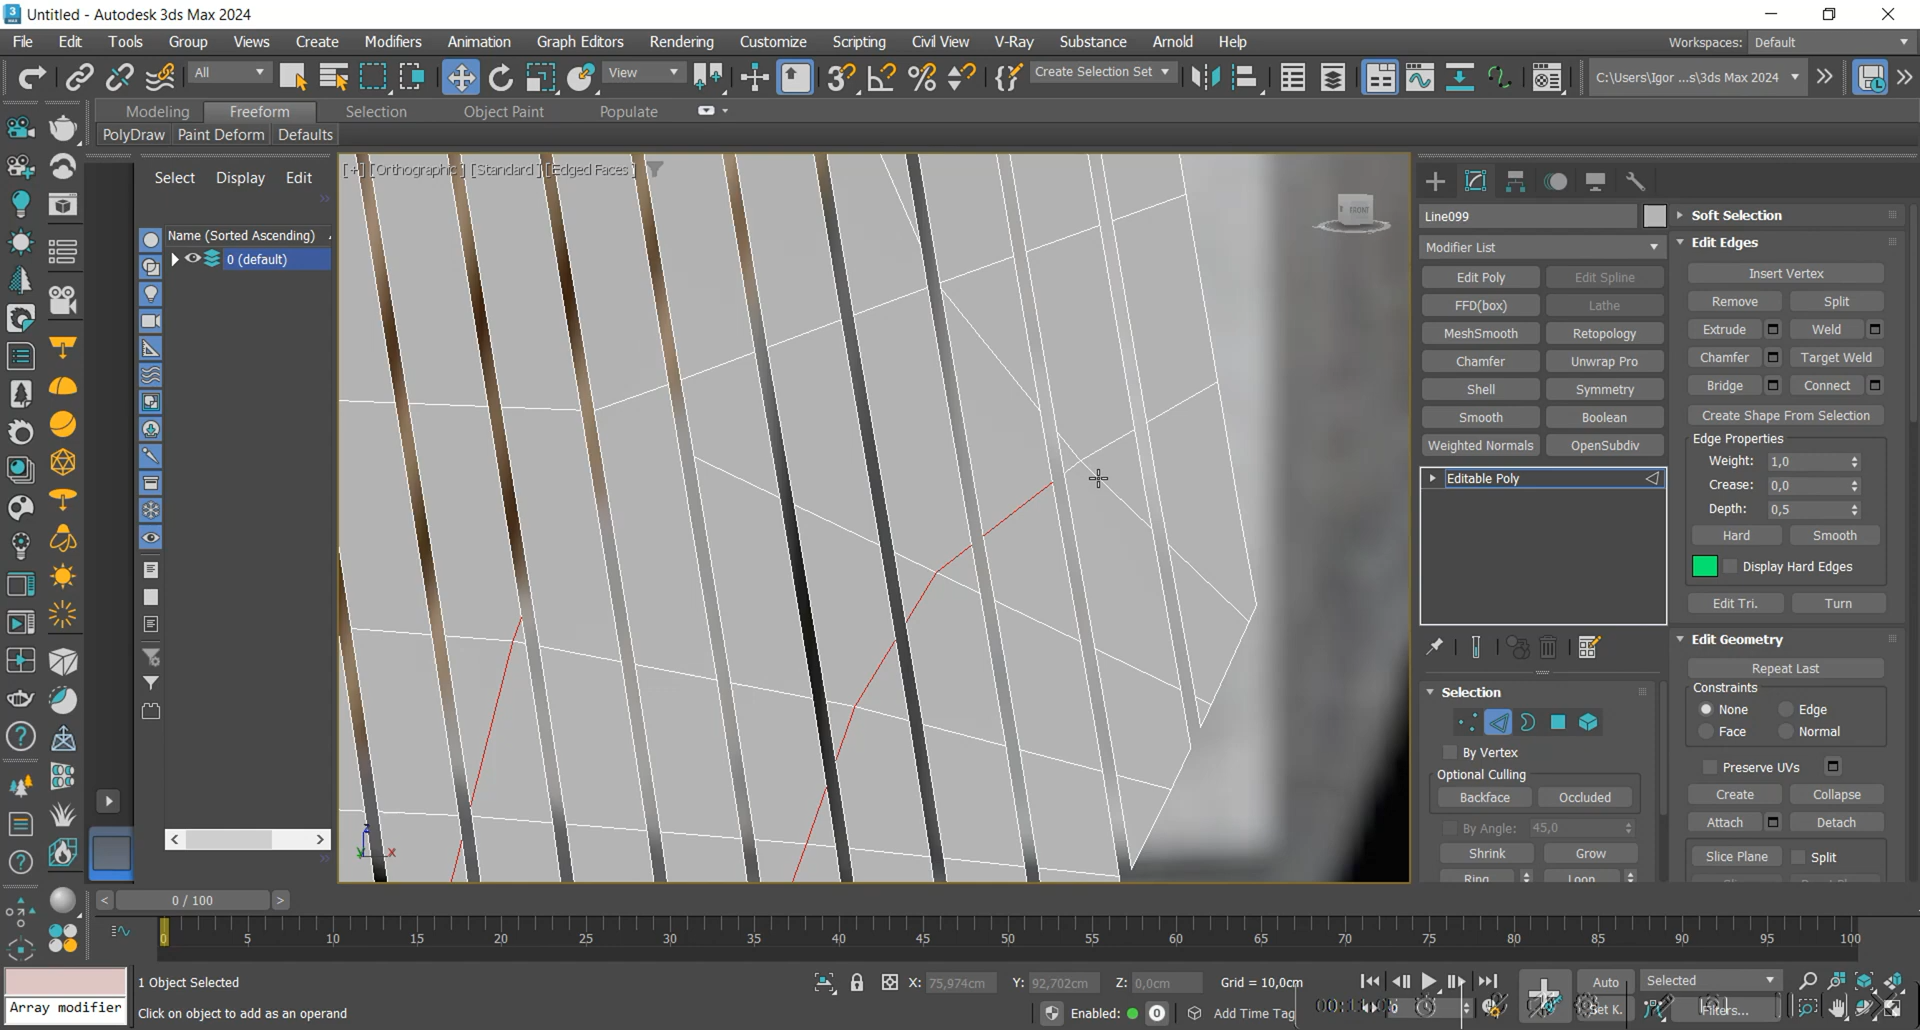 Untitled - Autodesk 3ds Max 2024
File Edit Tools Group Views Create Modifiers Animation Graph Editors Rendering Customize Scripting Civil View V-Ray Substance Arnold Help Workspaces: Default
All View Create Selection Set C:\Users\Igor ...s\3ds Max 2024
Modeling Freeform Selection Object Paint Populate
PolyDraw Paint Deform Defaults
Select Display Edit
Name (Sorted Ascending)
0 (default)
[+] [Orthographic] [Standard] [Edged Faces]
FRONT
Line099
Modifier List
Edit Poly Edit Spline
FFD(box) Lathe
MeshSmooth Retopology
Chamfer Unwrap Pro
Shell Symmetry
Smooth Boolean
Weighted Normals OpenSubdiv
Editable Poly
Selection
By Vertex
Optional Culling
Backface Occluded
By Angle: 45,0
Shrink Grow
Ring Loop
Soft Selection
Edit Edges
Insert Vertex
Remove Split
Extrude Weld
Chamfer Target Weld
Bridge Connect
Create Shape From Selection
Edge Properties
Weight: 1,0
Crease: 0,0
Depth: 0,5
Hard Smooth
Display Hard Edges
Edit Tri. Turn
Edit Geometry
Repeat Last
Constraints
None Edge
Face Normal
Preserve UVs
Create Collapse
Attach Detach
Slice Plane Split
z
y x
0 / 100
0 5 10 15 20 25 30 35 40 45 50 55 60 65 70 75 80 85 90 95 100
1 Object Selected X: 75,974cm Y: 92,702cm Z: 0,0cm Grid = 10,0cm Auto Selected
Array modifier Click on object to add as an operand Enabled: 0 Add Time Tag 0 Set K. Filters...